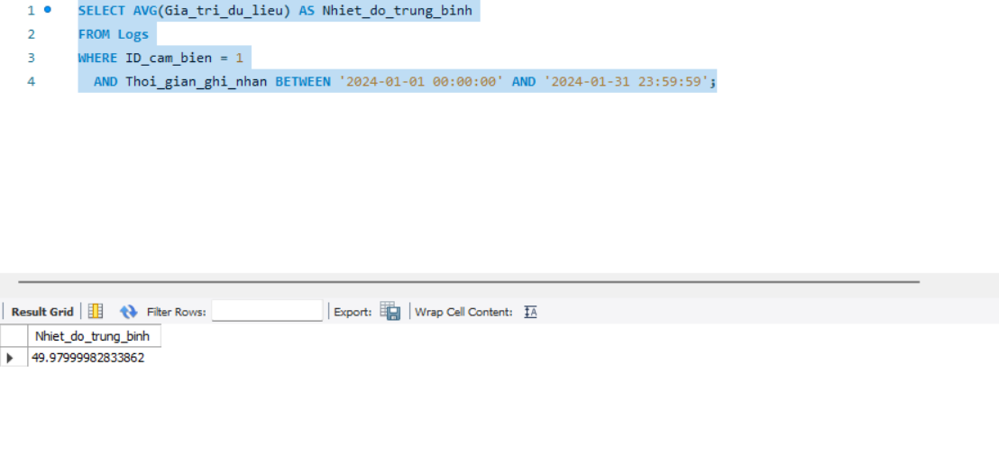 1 SELECT AVG(Gia_tri_du_lieu) AS Nhiet_do_trung_binh
2 FROM Logs
3 WHERE ID_cam_bien = 1
4 AND Thoi_gian_ghi_nhan BETWEEN '2024-01-01 00:00:00' AND '2024-01-31 23:59:59';
Result Grid Filter Rows: Export: Wrap Cell Content:
Nhiet_do_trung_binh
49.97999982833862